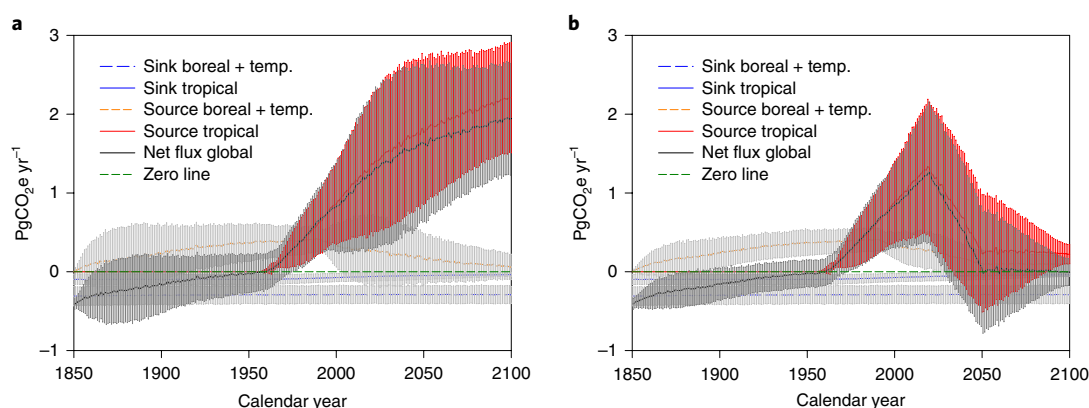 a
3
2
1
0
−1
PgCO₂e yr⁻¹
Sink boreal + temp.
Sink tropical
Source boreal + temp.
Source tropical
Net flux global
Zero line
1850 1900 1950 2000 2050 2100
Calendar year
b
3
2
1
0
−1
PgCO₂e yr⁻¹
Sink boreal + temp.
Sink tropical
Source boreal + temp.
Source tropical
Net flux global
Zero line
1850 1900 1950 2000 2050 2100
Calendar year